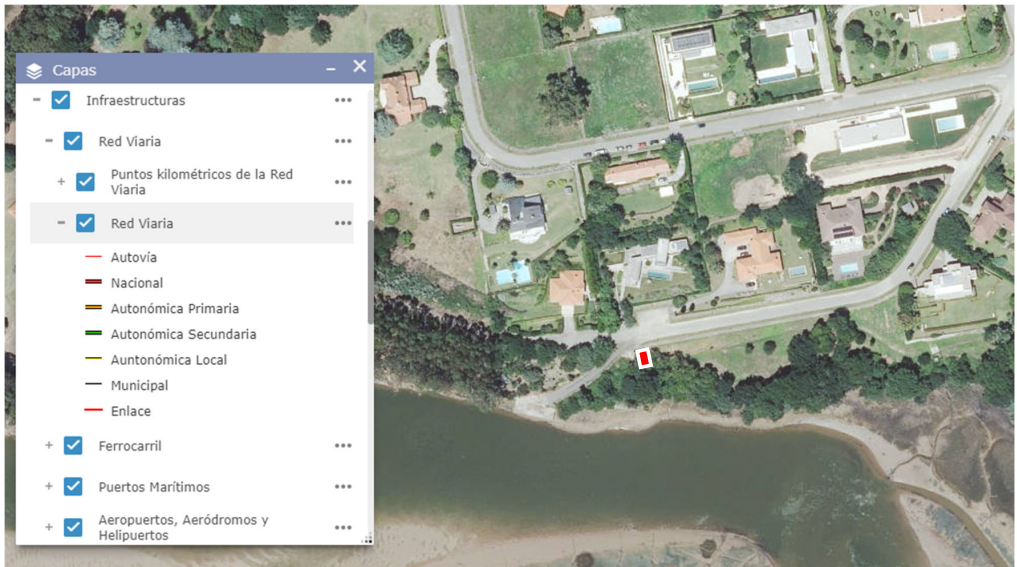 Capas
Infraestructuras
Red Viaria
Puntos kilométricos de la Red
Viaria
Red Viaria
Autovía
Nacional
Autonómica Primaria
Autonómica Secundaria
Auntonómica Local
Municipal
Enlace
Ferrocarril
Puertos Marítimos
Aeropuertos, Aeródromos y
Helipuertos